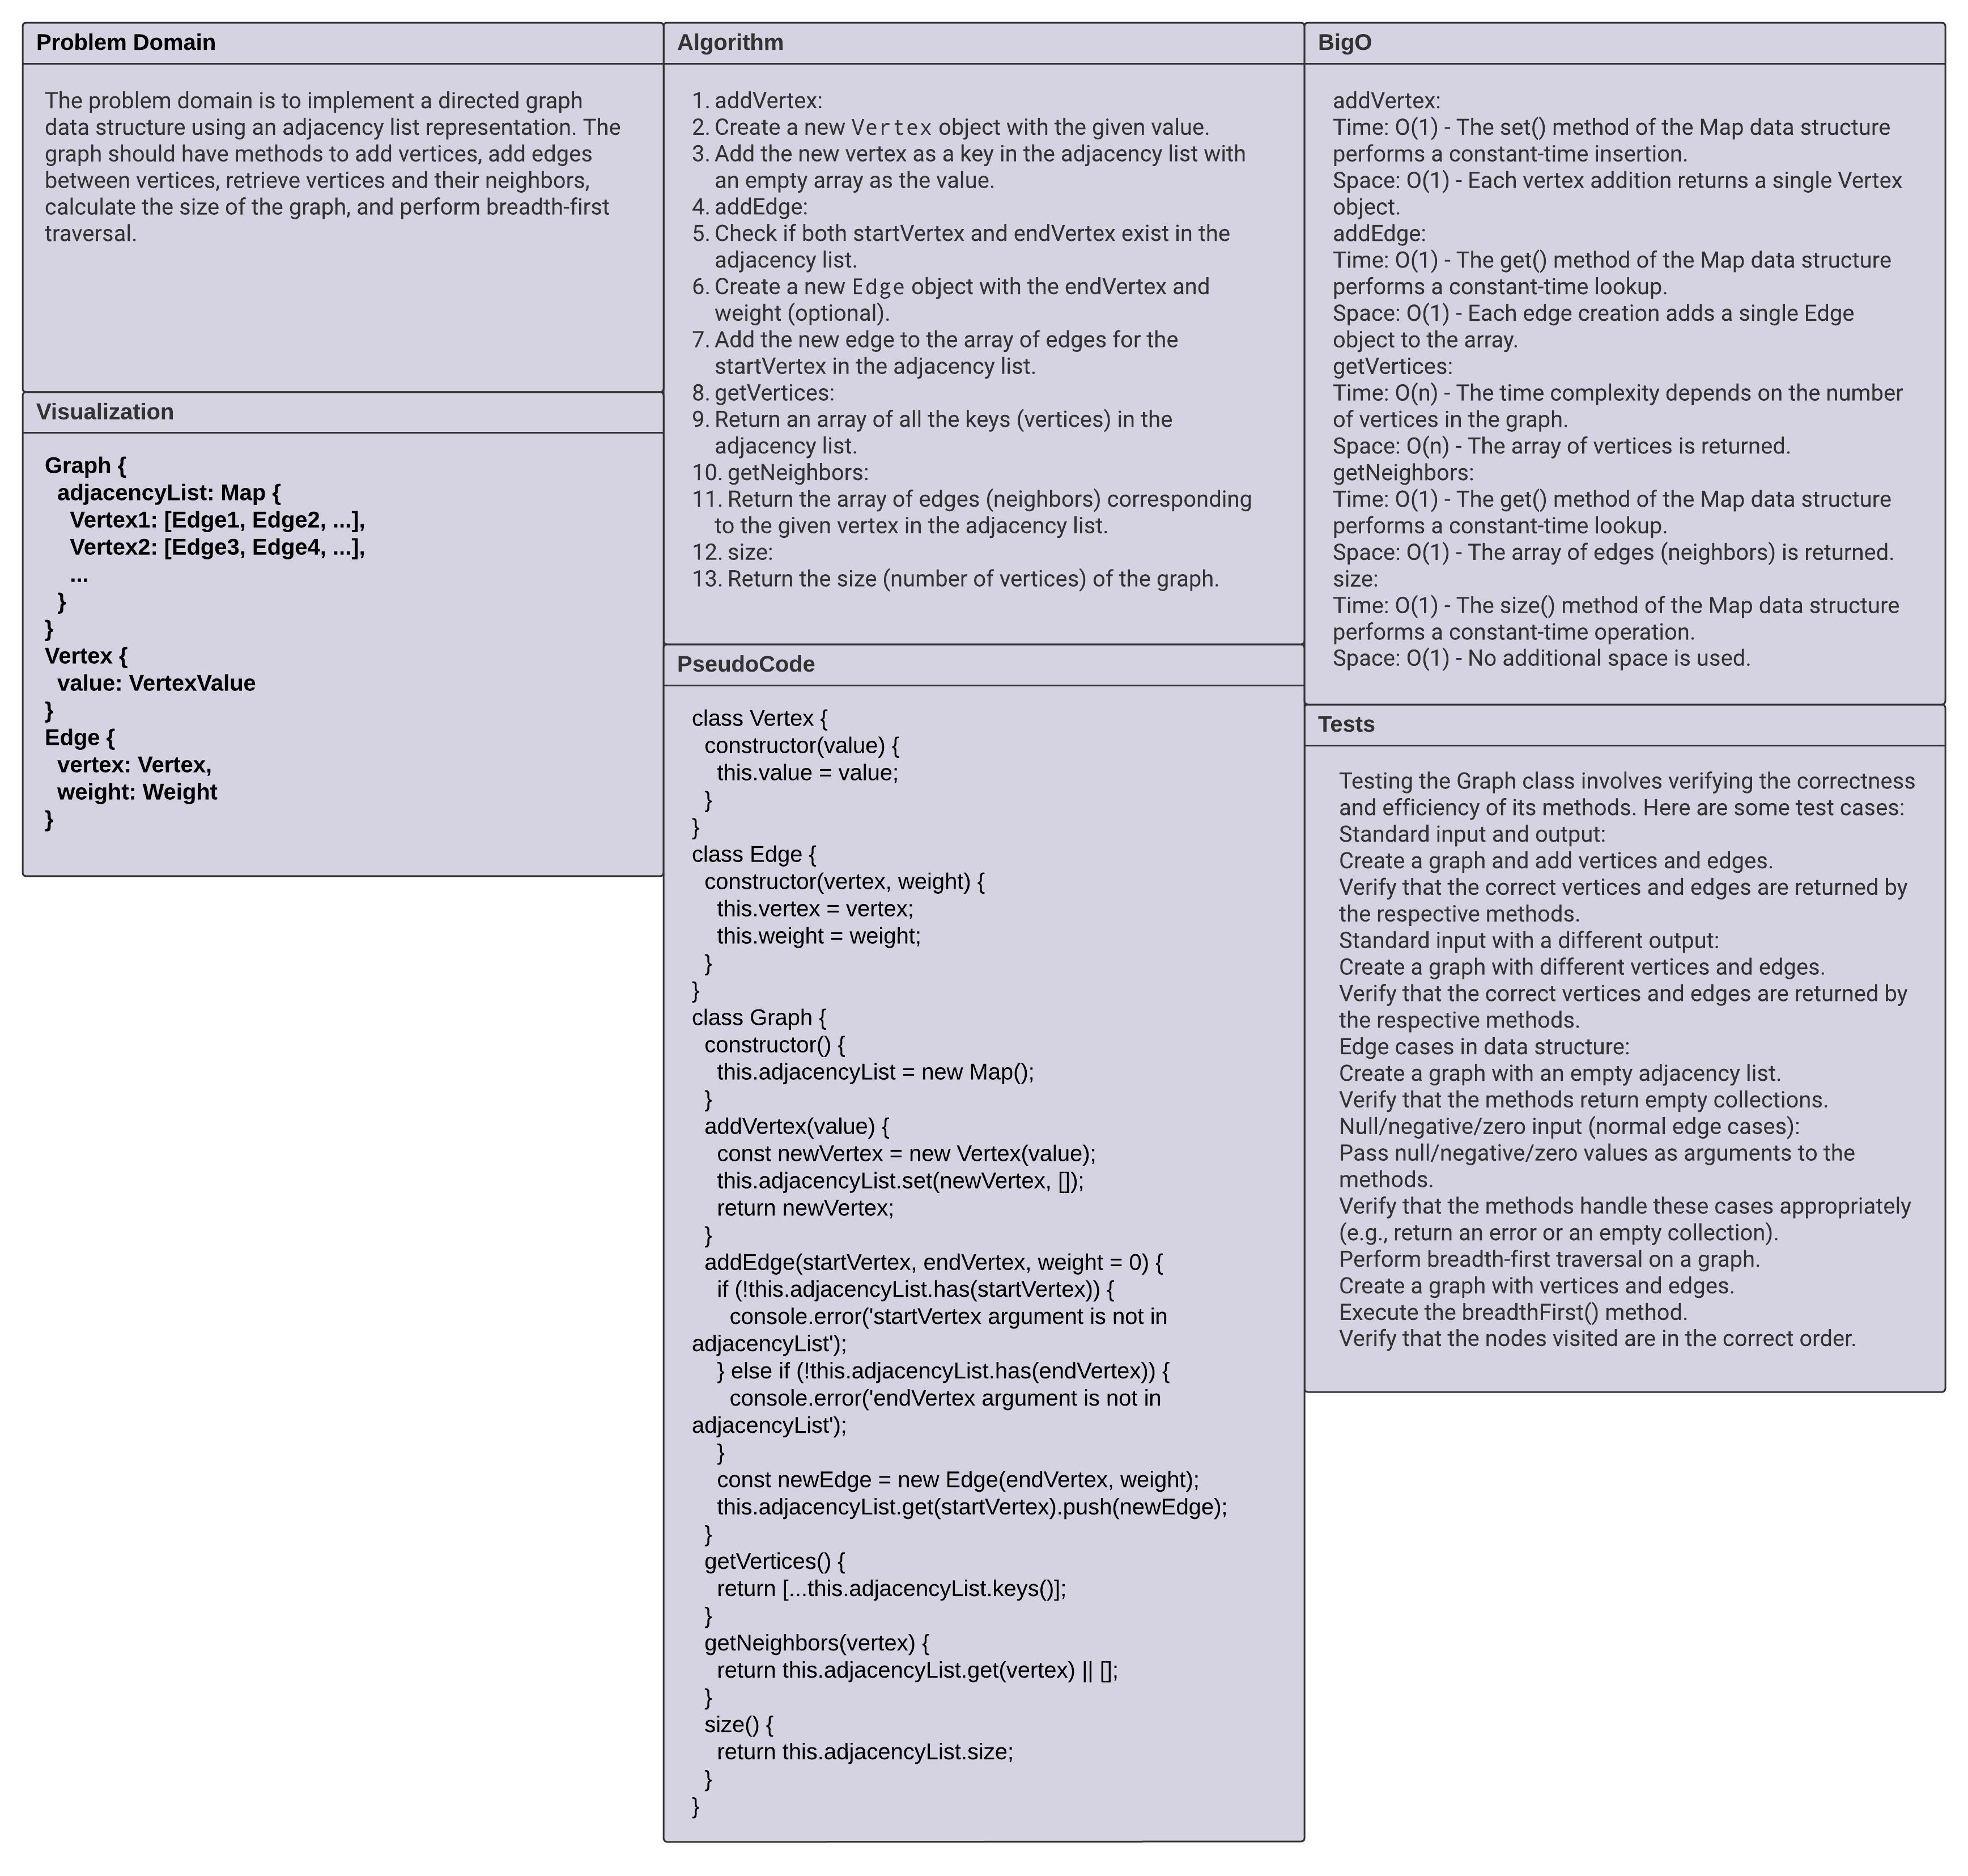 Problem Domain
The problem domain is to implement a directed graph
data structure using an adjacency list representation. The
graph should have methods to add vertices, add edges
between vertices, retrieve vertices and their neighbors,
calculate the size of the graph, and perform breadth-first
traversal.
Visualization
Graph {
  adjacencyList: Map {
    Vertex1: [Edge1, Edge2, ...],
    Vertex2: [Edge3, Edge4, ...],
    ...
  }
}
Vertex {
  value: VertexValue
}
Edge {
  vertex: Vertex,
  weight: Weight
}
Algorithm
1. addVertex:
2. Create a new Vertex object with the given value.
3. Add the new vertex as a key in the adjacency list with
an empty array as the value.
4. addEdge:
5. Check if both startVertex and endVertex exist in the
adjacency list.
6. Create a new Edge object with the endVertex and
weight (optional).
7. Add the new edge to the array of edges for the
startVertex in the adjacency list.
8. getVertices:
9. Return an array of all the keys (vertices) in the
adjacency list.
10. getNeighbors:
11. Return the array of edges (neighbors) corresponding
to the given vertex in the adjacency list.
12. size:
13. Return the size (number of vertices) of the graph.
PseudoCode
class Vertex {
  constructor(value) {
    this.value = value;
  }
}
class Edge {
  constructor(vertex, weight) {
    this.vertex = vertex;
    this.weight = weight;
  }
}
class Graph {
  constructor() {
    this.adjacencyList = new Map();
  }
  addVertex(value) {
    const newVertex = new Vertex(value);
    this.adjacencyList.set(newVertex, []);
    return newVertex;
  }
  addEdge(startVertex, endVertex, weight = 0) {
    if (!this.adjacencyList.has(startVertex)) {
      console.error('startVertex argument is not in
adjacencyList');
    } else if (!this.adjacencyList.has(endVertex)) {
      console.error('endVertex argument is not in
adjacencyList');
    }
    const newEdge = new Edge(endVertex, weight);
    this.adjacencyList.get(startVertex).push(newEdge);
  }
  getVertices() {
    return [...this.adjacencyList.keys()];
  }
  getNeighbors(vertex) {
    return this.adjacencyList.get(vertex) || [];
  }
  size() {
    return this.adjacencyList.size;
  }
}
BigO
addVertex:
Time: O(1) - The set() method of the Map data structure
performs a constant-time insertion.
Space: O(1) - Each vertex addition returns a single Vertex
object.
addEdge:
Time: O(1) - The get() method of the Map data structure
performs a constant-time lookup.
Space: O(1) - Each edge creation adds a single Edge
object to the array.
getVertices:
Time: O(n) - The time complexity depends on the number
of vertices in the graph.
Space: O(n) - The array of vertices is returned.
getNeighbors:
Time: O(1) - The get() method of the Map data structure
performs a constant-time lookup.
Space: O(1) - The array of edges (neighbors) is returned.
size:
Time: O(1) - The size() method of the Map data structure
performs a constant-time operation.
Space: O(1) - No additional space is used.
Tests
Testing the Graph class involves verifying the correctness
and efficiency of its methods. Here are some test cases:
Standard input and output:
Create a graph and add vertices and edges.
Verify that the correct vertices and edges are returned by
the respective methods.
Standard input with a different output:
Create a graph with different vertices and edges.
Verify that the correct vertices and edges are returned by
the respective methods.
Edge cases in data structure:
Create a graph with an empty adjacency list.
Verify that the methods return empty collections.
Null/negative/zero input (normal edge cases):
Pass null/negative/zero values as arguments to the
methods.
Verify that the methods handle these cases appropriately
(e.g., return an error or an empty collection).
Perform breadth-first traversal on a graph.
Create a graph with vertices and edges.
Execute the breadthFirst() method.
Verify that the nodes visited are in the correct order.